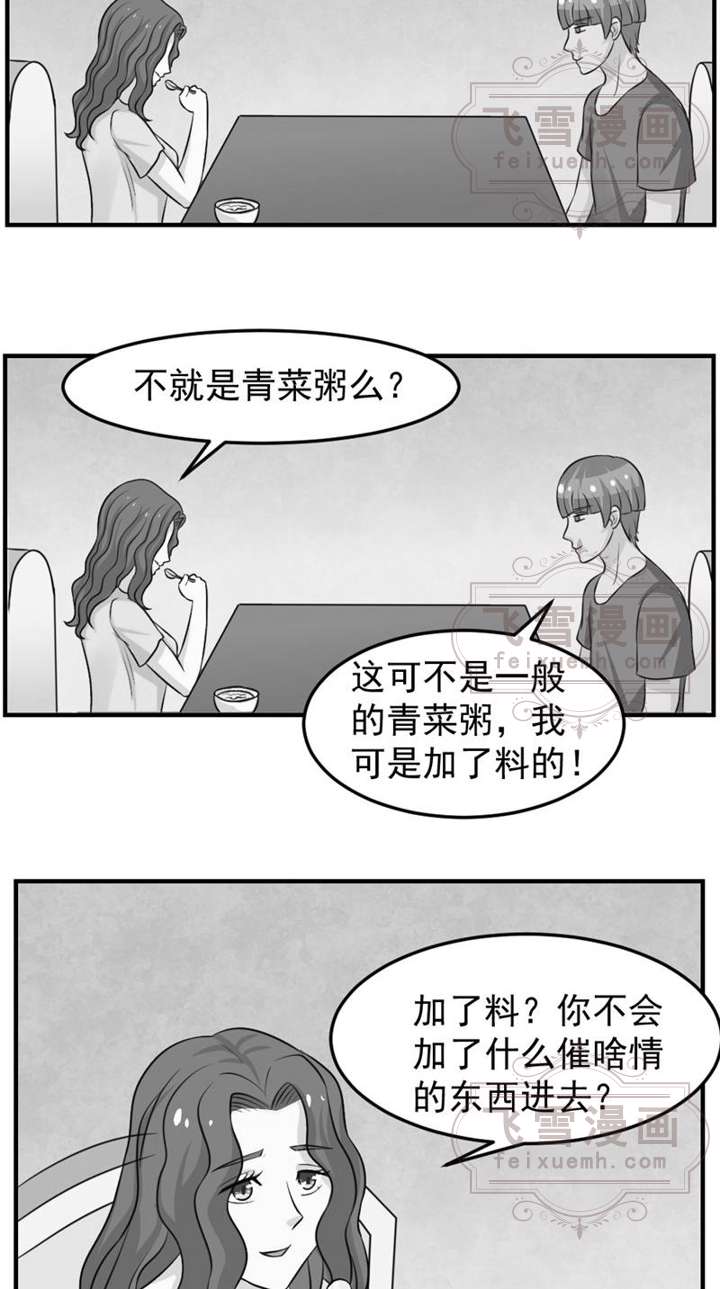 飞雪漫画
feixuemh.com
不就是青菜粥么？
飞雪漫画
feixuemh.com
这可不是一般
的青菜粥，我
可是加了料的！
加了料？你不会
加了什么催啥情
的东西进去？
飞雪漫画
feixuemh.com